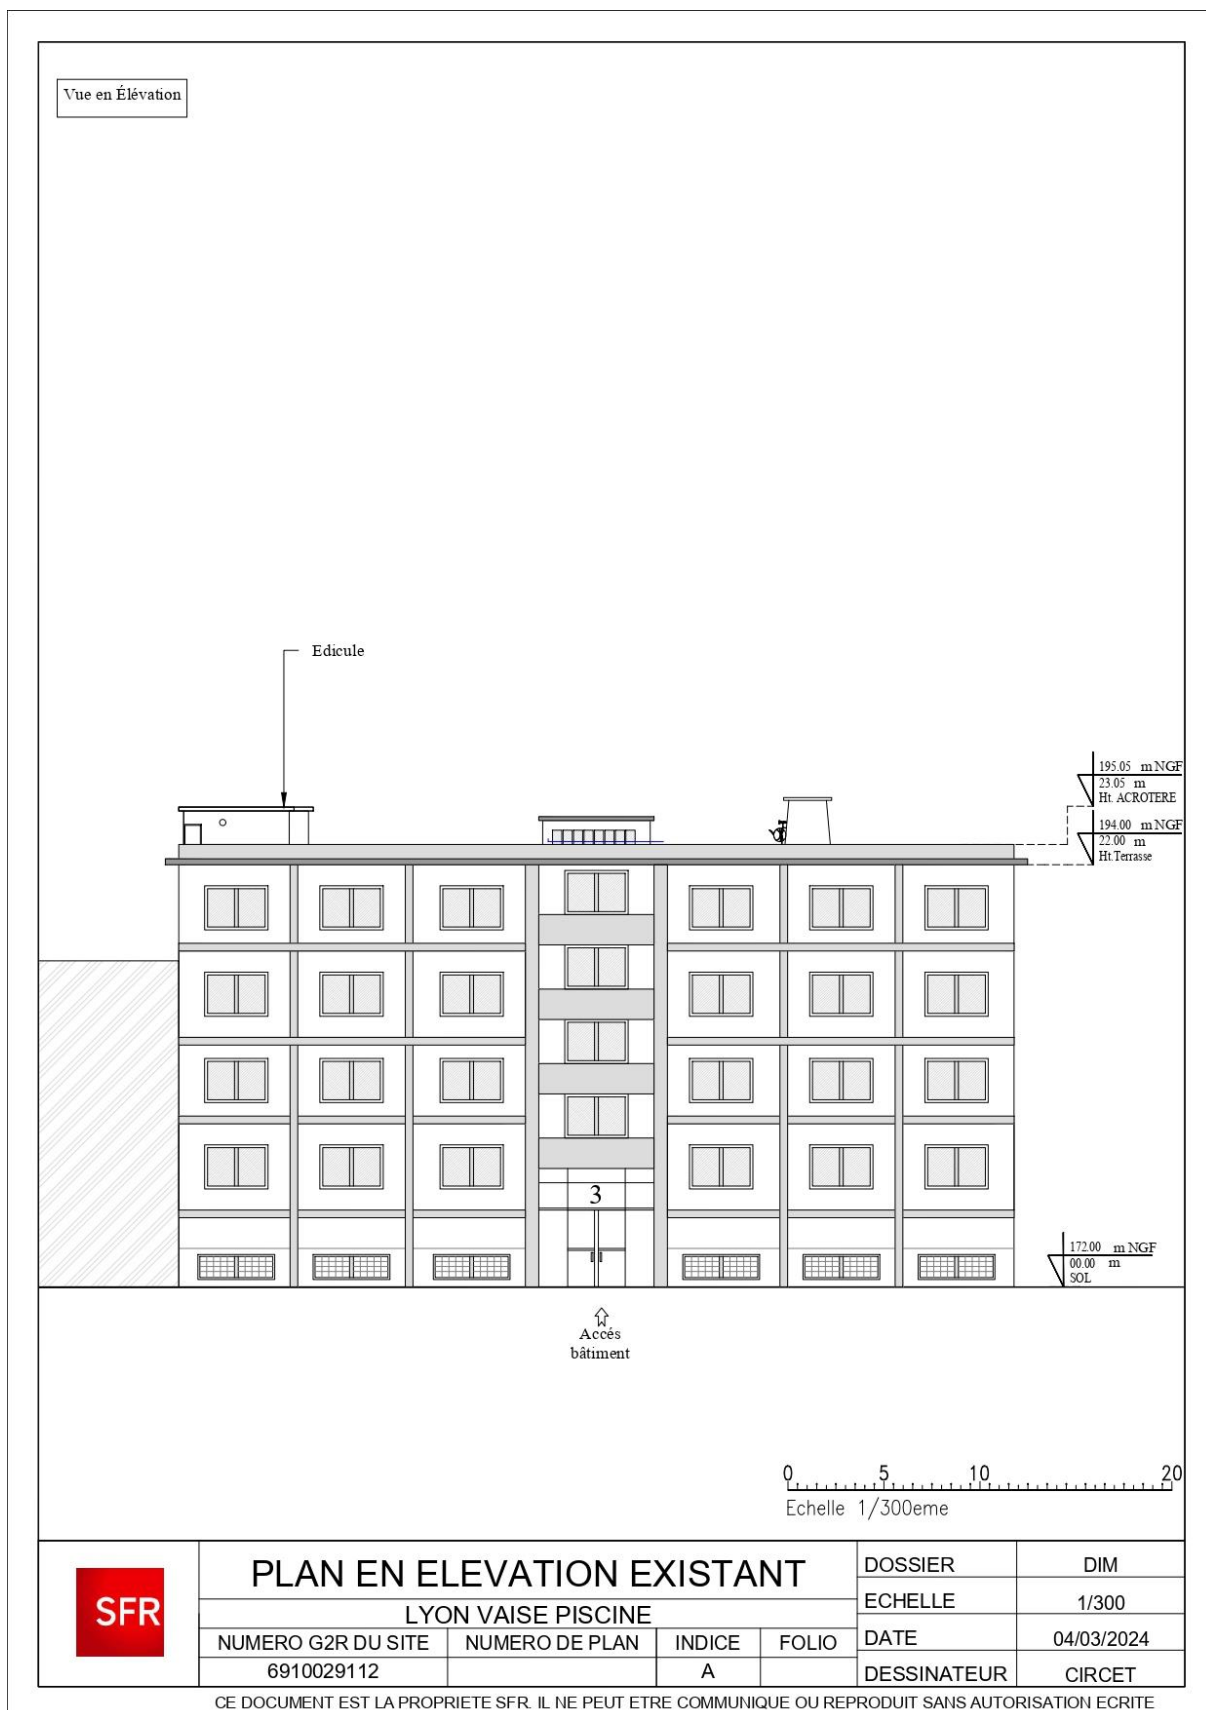 Vue en Élévation
Edicule
195.05 m NGF
23.05 m
Ht. ACROTERE
194.00 m NGF
22.00 m
Ht.Terrasse
3
172.00 m NGF
00.00 m
SOL
Accés
bâtiment
0 5 10 20
Echelle 1/300eme
SFR
PLAN EN ELEVATION EXISTANT
LYON VAISE PISCINE
NUMERO G2R DU SITE NUMERO DE PLAN INDICE FOLIO
6910029112 A
DOSSIER DIM
ECHELLE 1/300
DATE 04/03/2024
DESSINATEUR CIRCET
CE DOCUMENT EST LA PROPRIETE SFR. IL NE PEUT ETRE COMMUNIQUE OU REPRODUIT SANS AUTORISATION ECRITE